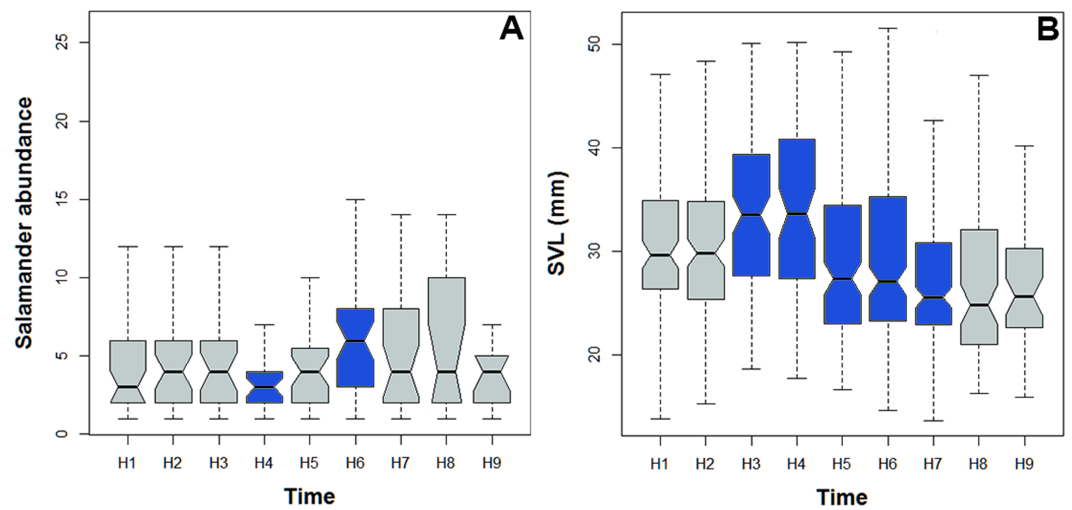 A
Salamander abundance
25
20
15
10
5
0
H1 H2 H3 H4 H5 H6 H7 H8 H9
Time
B
SVL (mm)
50
40
30
20
H1 H2 H3 H4 H5 H6 H7 H8 H9
Time